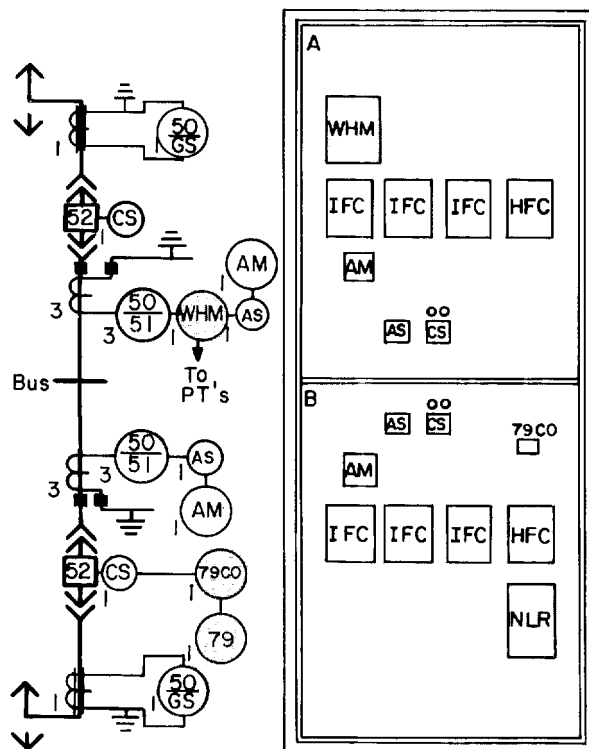 50
GS
1
1
52
CS
1
AM
1
3
50
51
3
WHM
1
AS
1
To
PT's
Bus
50
51
3
3
AS
1
AM
1
52
CS
1
79CO
1
79
1
50
GS
1
1
A
WHM
IFC IFC IFC HFC
AM
AS CS
B
AS CS
79CO
AM
IFC IFC IFC HFC
NLR